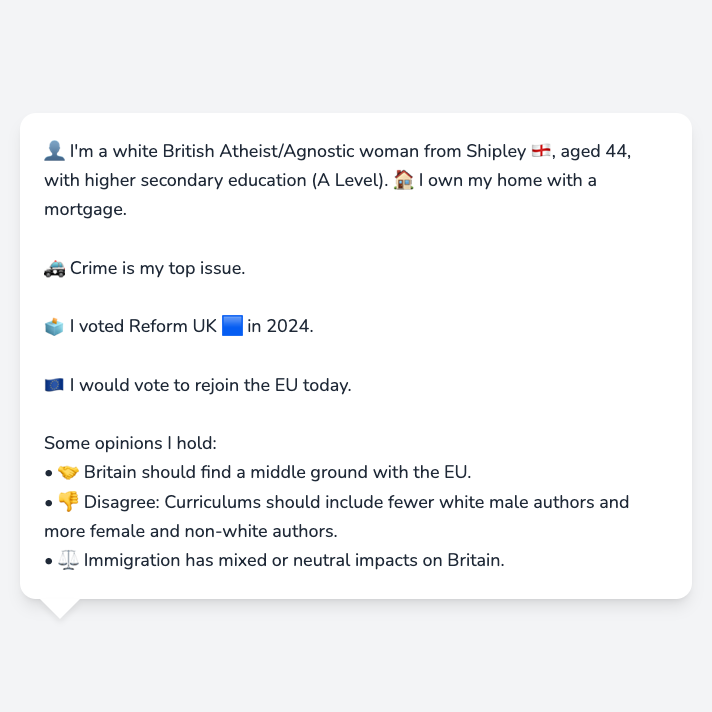 👤 I'm a white British Atheist/Agnostic woman from Shipley 🏴󠁧󠁢󠁥󠁮󠁧󠁿, aged 44,
with higher secondary education (A Level). 🏠 I own my home with a
mortgage.
🚓 Crime is my top issue.
🗳️ I voted Reform UK 🟦 in 2024.
🇪🇺 I would vote to rejoin the EU today.
Some opinions I hold:
• 🤝 Britain should find a middle ground with the EU.
• 👎 Disagree: Curriculums should include fewer white male authors and
more female and non-white authors.
• ⚖️ Immigration has mixed or neutral impacts on Britain.